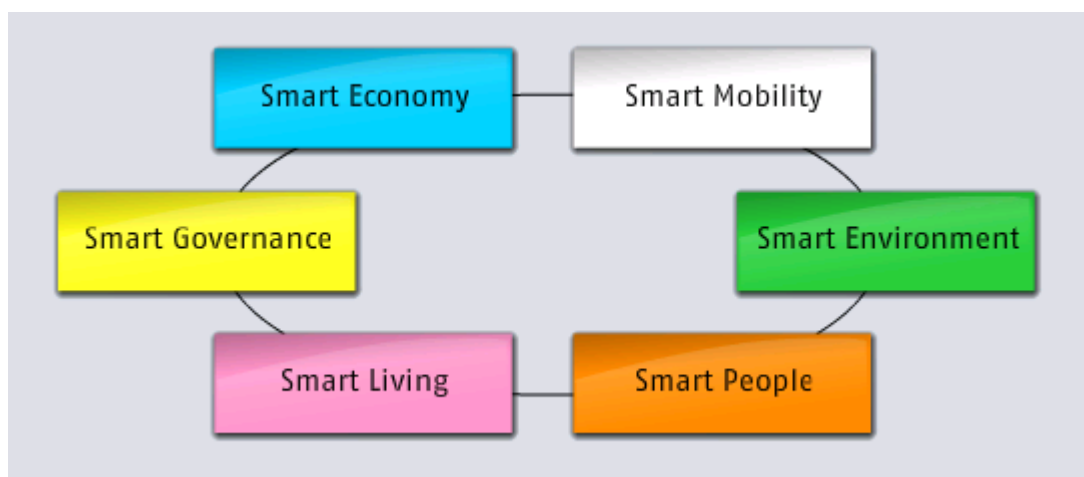 Smart Economy
Smart Mobility
Smart Governance
Smart Environment
Smart Living
Smart People